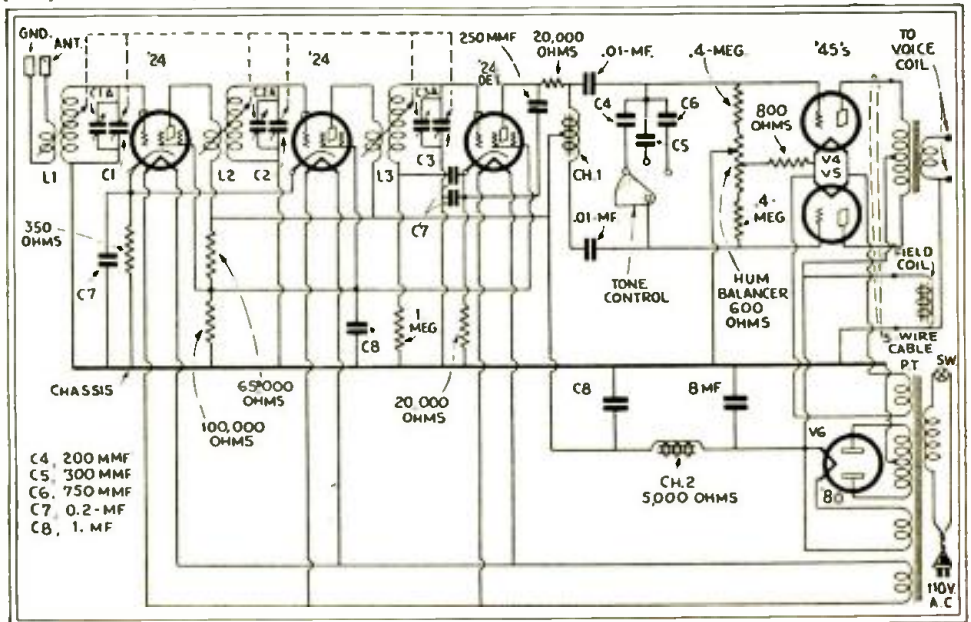 GND.
ANT.
'24
'24
'24
DET.
250 MMF
20,000
OHMS
.01-MF.
.4-MEG.
'45's
TO
VOICE
COIL
C1A
C2A
C3A
C4
C6
C5
800
OHMS
V4
V5
L1
C1
L2
C2
L3
C3
CH.1
.4-
MEG
350
OHMS
C7
C7
.01-MF
TONE
CONTROL
HUM
BALANCER
600
OHMS
FIELD
COIL
5
WIRE
CABLE
C8
1
MEG
CHASSIS
65,000
OHMS
100,000
OHMS
20,000
OHMS
C8
8 MF
P.T
SW.
V6
80
CH.2
5,000 OHMS
C4, 200 MMF
C5, 300 MMF
C6, 750 MMF
C7, 0.2-MF
C8, 1. MF
110V.
A.C